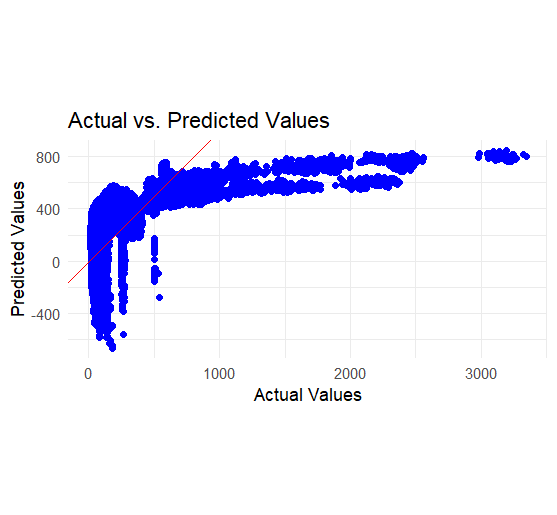 Actual vs. Predicted Values
Predicted Values
800
400
0
-400
0 1000 2000 3000
Actual Values